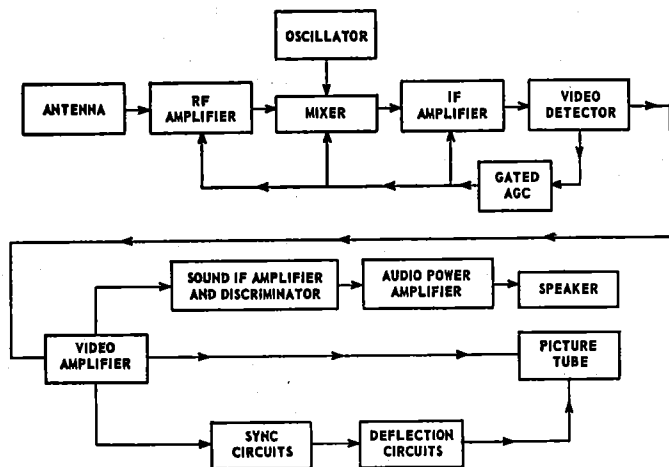 OSCILLATOR
ANTENNA
RF
AMPLIFIER
MIXER
IF
AMPLIFIER
VIDEO
DETECTOR
GATED
AGC
SOUND IF AMPLIFIER
AND DISCRIMINATOR
AUDIO POWER
AMPLIFIER
SPEAKER
VIDEO
AMPLIFIER
PICTURE
TUBE
SYNC
CIRCUITS
DEFLECTION
CIRCUITS